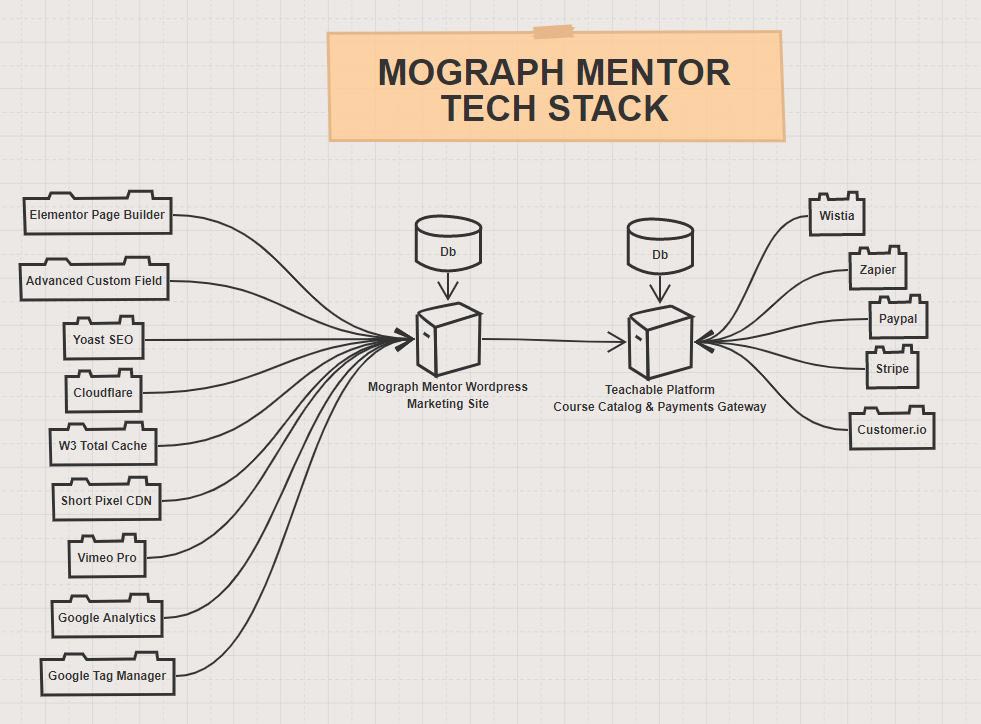 MOGRAPH MENTOR
TECH STACK
Elementor Page Builder
Advanced Custom Field
Yoast SEO
Cloudflare
W3 Total Cache
Short Pixel CDN
Vimeo Pro
Google Analytics
Google Tag Manager
Db
Mograph Mentor Wordpress
Marketing Site
Db
Teachable Platform
Course Catalog & Payments Gateway
Wistia
Zapier
Paypal
Stripe
Customer.io